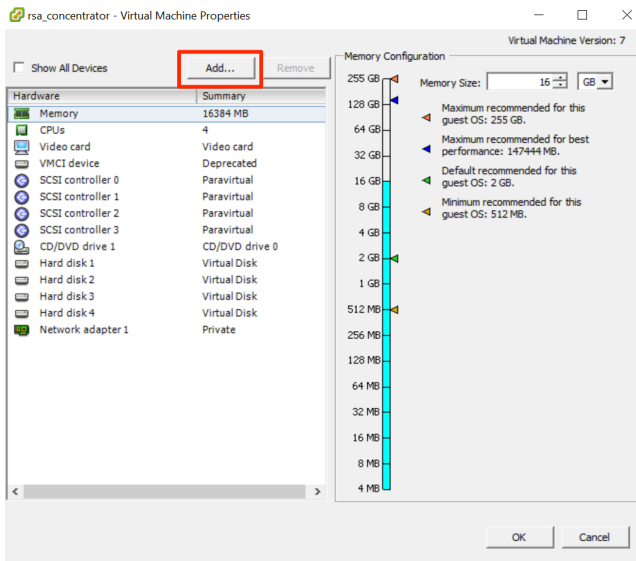 rsa_concentrator - Virtual Machine Properties
Virtual Machine Version: 7
Show All Devices
Add...
Remove
Hardware Summary
Memory 16384 MB
CPUs 4
Video card Video card
VMCI device Deprecated
SCSI controller 0 Paravirtual
SCSI controller 1 Paravirtual
SCSI controller 2 Paravirtual
SCSI controller 3 Paravirtual
CD/DVD drive 1 CD/DVD drive 0
Hard disk 1 Virtual Disk
Hard disk 2 Virtual Disk
Hard disk 3 Virtual Disk
Hard disk 4 Virtual Disk
Network adapter 1 Private
Memory Configuration
255 GB
128 GB
64 GB
32 GB
16 GB
8 GB
4 GB
2 GB
1 GB
512 MB
256 MB
128 MB
64 MB
32 MB
16 MB
8 MB
4 MB
Memory Size: 16 GB
Maximum recommended for this
guest OS: 255 GB.
Maximum recommended for best
performance: 147444 MB.
Default recommended for this
guest OS: 2 GB.
Minimum recommended for this
guest OS: 512 MB.
OK
Cancel